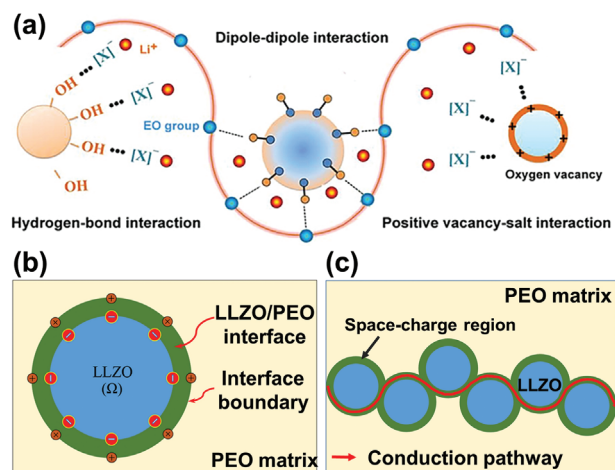 (a)
Dipole-dipole interaction
[X]⁻
Li⁺
OH
[X]⁻
OH
EO group
[X]⁻
OH
OH
[X]⁻
[X]⁻
[X]⁻
Oxygen vacancy
Hydrogen-bond interaction
Positive vacancy-salt interaction
(b)
LLZO
(Ω)
LLZO/PEO
interface
Interface
boundary
PEO matrix
(c)
PEO matrix
Space-charge region
LLZO
Conduction pathway